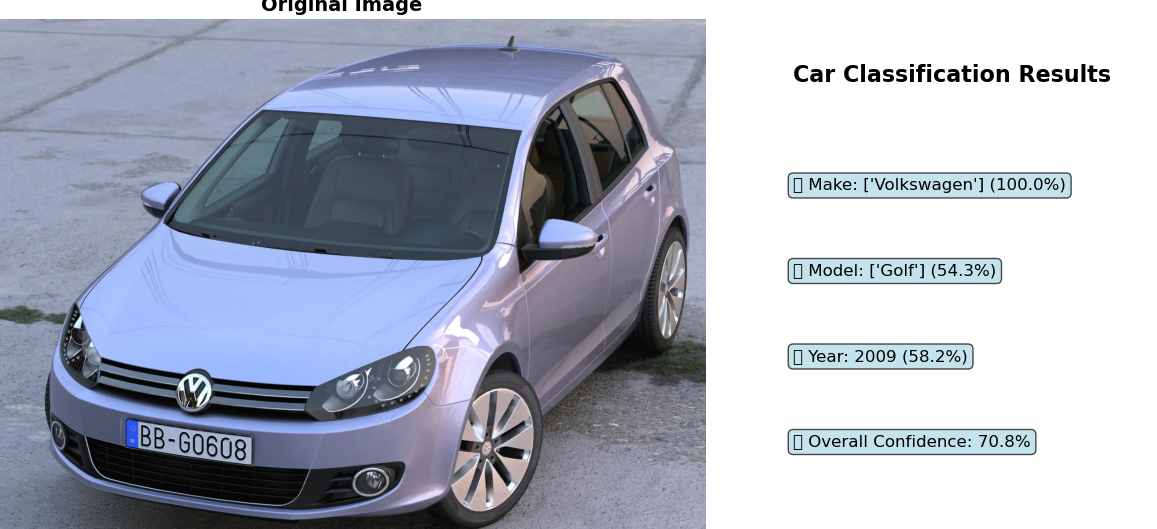 Original Image
Car Classification Results
Make: ['Volkswagen'] (100.0%)
Model: ['Golf'] (54.3%)
Year: 2009 (58.2%)
Overall Confidence: 70.8%
BB-GO608